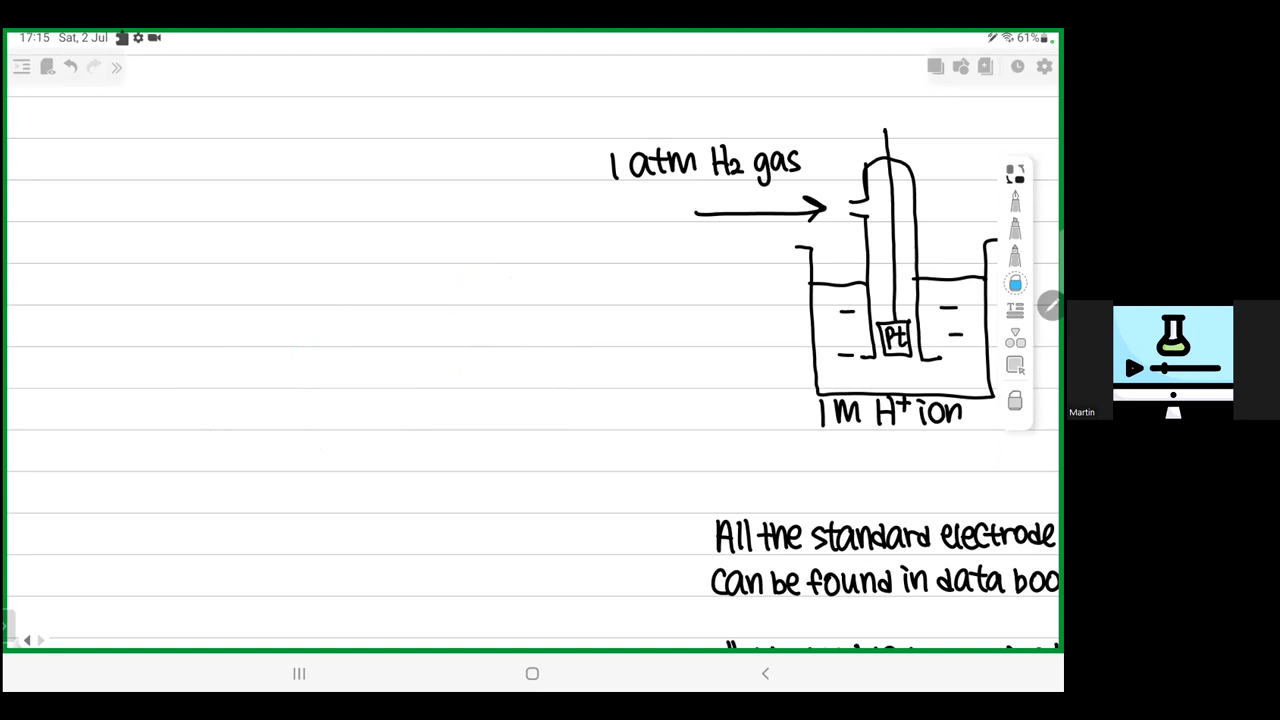 17:15 Sat, 2 Jul
61%
1 atm H₂ gas
Pt
1M H⁺ ion
All the standard electrode
can be found in data boo
Martin